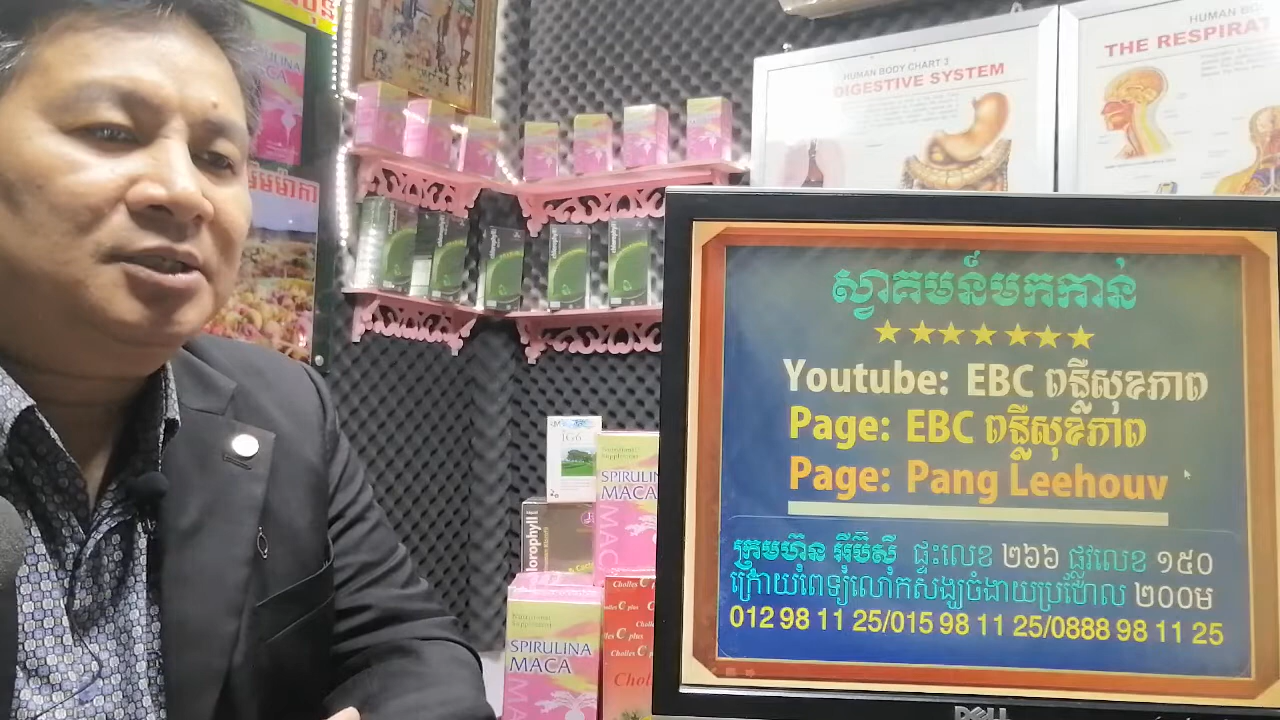 SPIRULINA
MACA
HUMAN BODY CHART 3
DIGESTIVE SYSTEM
HUMAN BODY
THE RESPIRAT
ស្វាគមន៍មកកាន់
Youtube: EBC ពន្លឺសុខភាព
Page: EBC ពន្លឺសុខភាព
Page: Pang Leehouv
ក្រុមហ៊ុន អ៊ីប៊ីស៊ី ផ្ទះលេខ ២៦៦ ផ្លូវលេខ ១៥០
ក្រោយពេទ្យលោកសង្ឃចំងាយប្រហែល ២០០ម
012 98 11 25/015 98 11 25/0888 98 11 25
SPIRULINA
MACA
MACA
Nutritional
Supplement
SPIRULINA
MACA
Cholles C plus
DELL